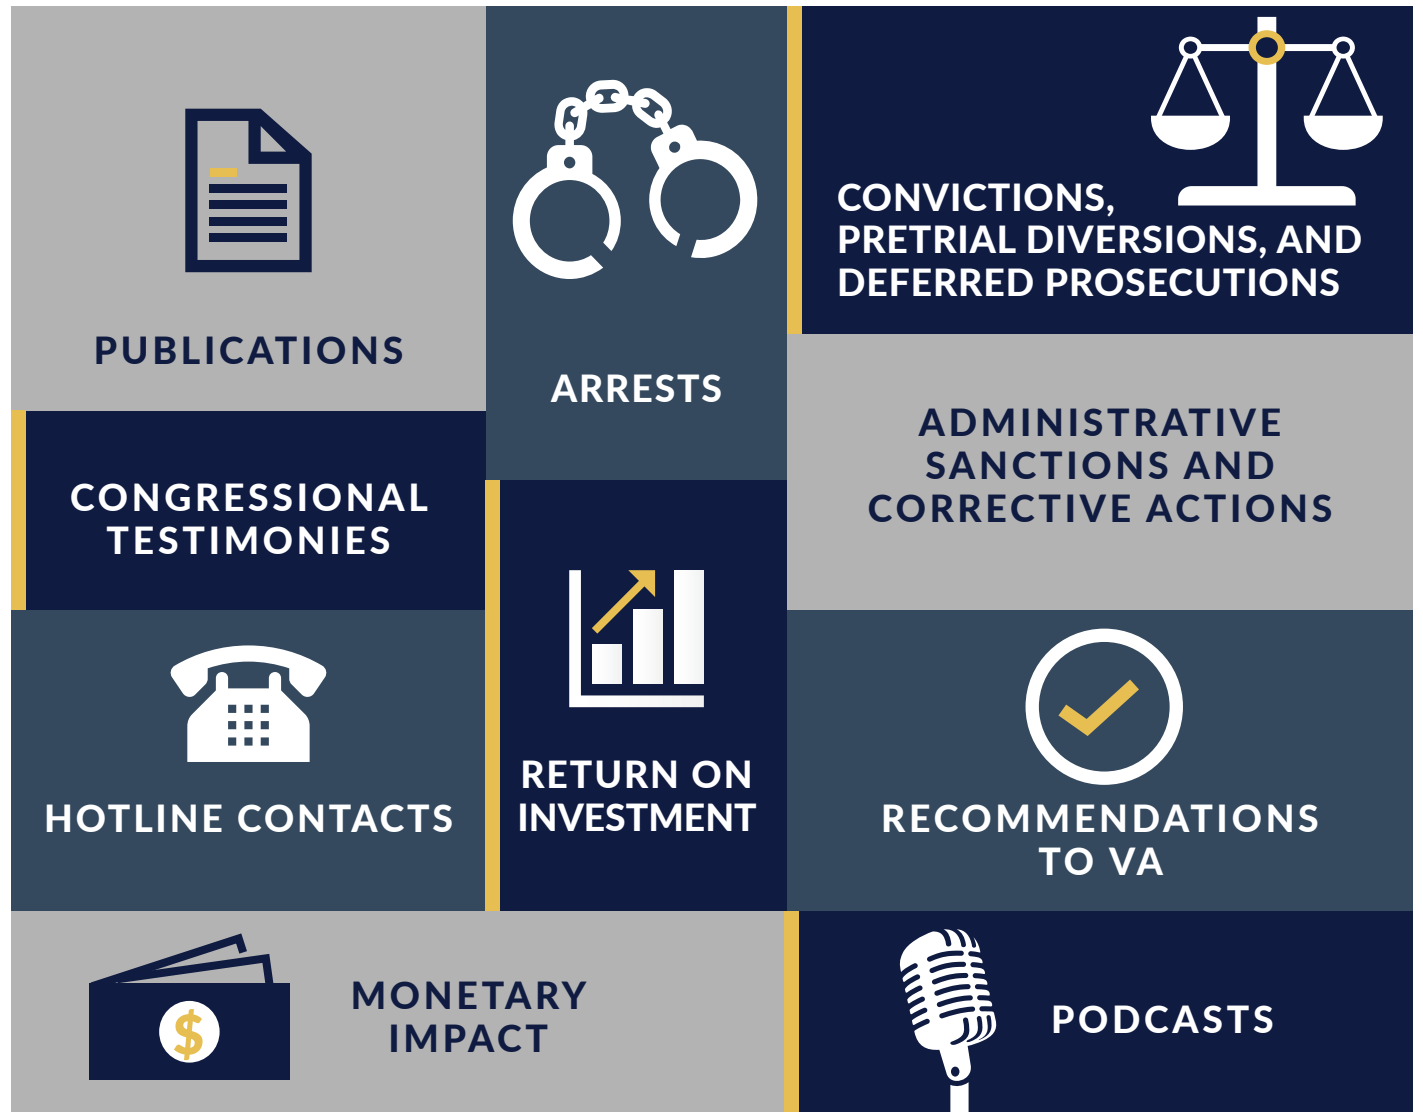 PUBLICATIONS
ARRESTS
CONVICTIONS,
PRETRIAL DIVERSIONS, AND
DEFERRED PROSECUTIONS
CONGRESSIONAL
TESTIMONIES
ADMINISTRATIVE
SANCTIONS AND
CORRECTIVE ACTIONS
HOTLINE CONTACTS
RETURN ON
INVESTMENT
RECOMMENDATIONS
TO VA
$
MONETARY
IMPACT
PODCASTS